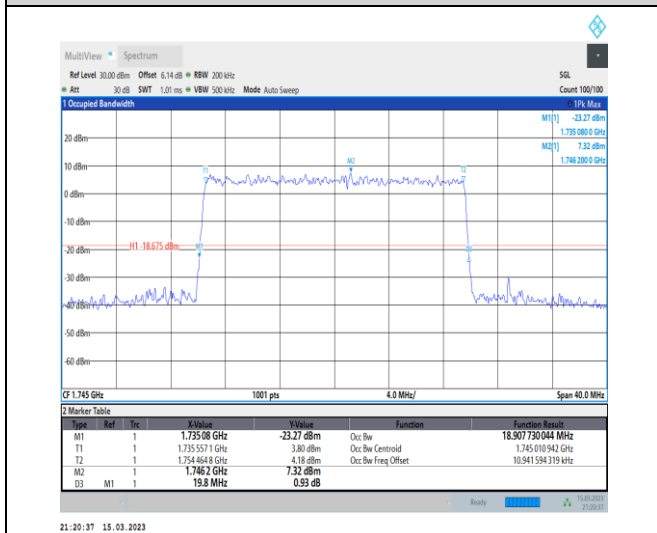 MultiView Spectrum
Ref Level 30.00 dBm Offset 6.14 dB RBW 200 kHz SGL
Att 30 dB SWT 1.01 ms VBW 500 kHz Mode Auto Sweep Count 100/100
1 Occupied Bandwidth 1Pk Max
M1[1] -23.27 dBm
1.735 080 0 GHz
M2[1] 7.32 dBm
1.746 200 0 GHz
20 dBm
M2
T1 T2
10 dBm
0 dBm
-10 dBm
H1 -18.675 dBm
M1
-20 dBm
D3
-30 dBm
-40 dBm
-50 dBm
-60 dBm
CF 1.745 GHz 1001 pts 4.0 MHz/ Span 40.0 MHz
2 Marker Table
Type Ref Trc X-Value Y-Value Function Function Result
M1 1 1.73508 GHz -23.27 dBm Occ Bw 18.907 730 044 MHz
T1 1 1.735 557 1 GHz 3.80 dBm Occ Bw Centroid 1.745 010 942 GHz
T2 1 1.754 464 8 GHz 4.18 dBm Occ Bw Freq Offset 10.941 594 319 kHz
M2 1 1.746 2 GHz 7.32 dBm
D3 M1 1 19.8 MHz 0.93 dB
Ready 15.03.2023
21:20:37
21:20:37 15.03.2023